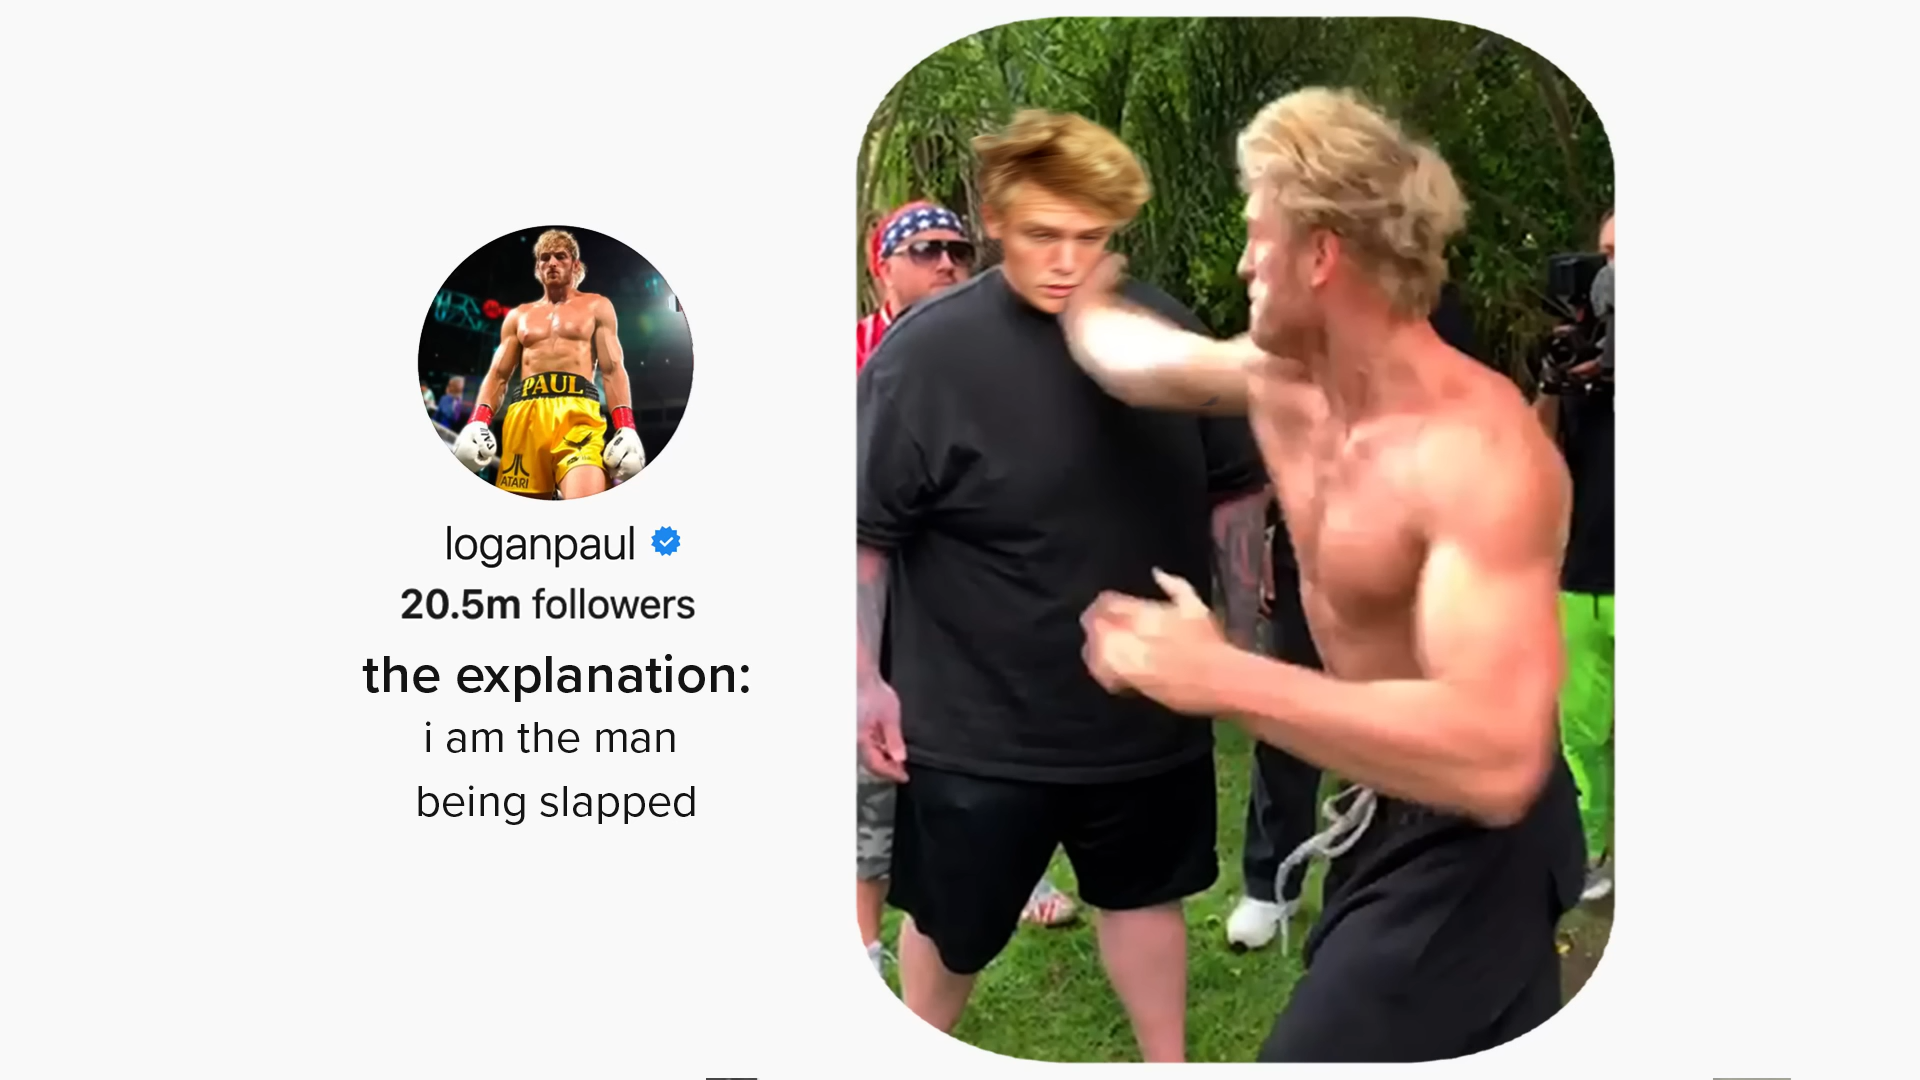 PAUL
ATARI
loganpaul
20.5m followers
the explanation:
i am the man
being slapped